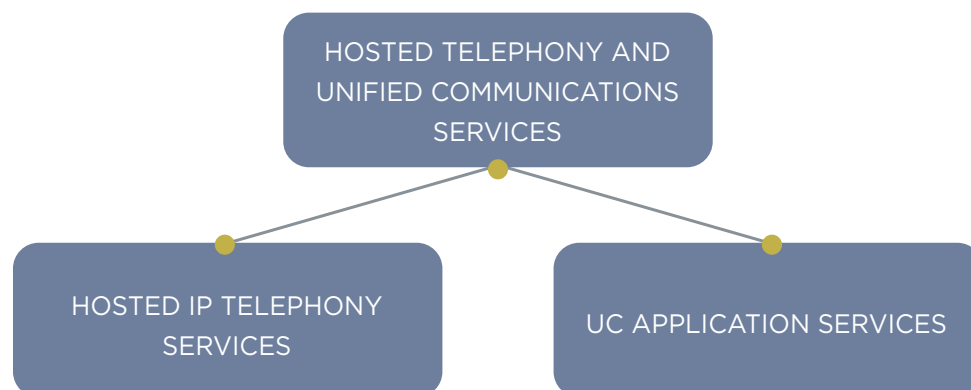 HOSTED TELEPHONY AND
UNIFIED COMMUNICATIONS
SERVICES
HOSTED IP TELEPHONY
SERVICES
UC APPLICATION SERVICES